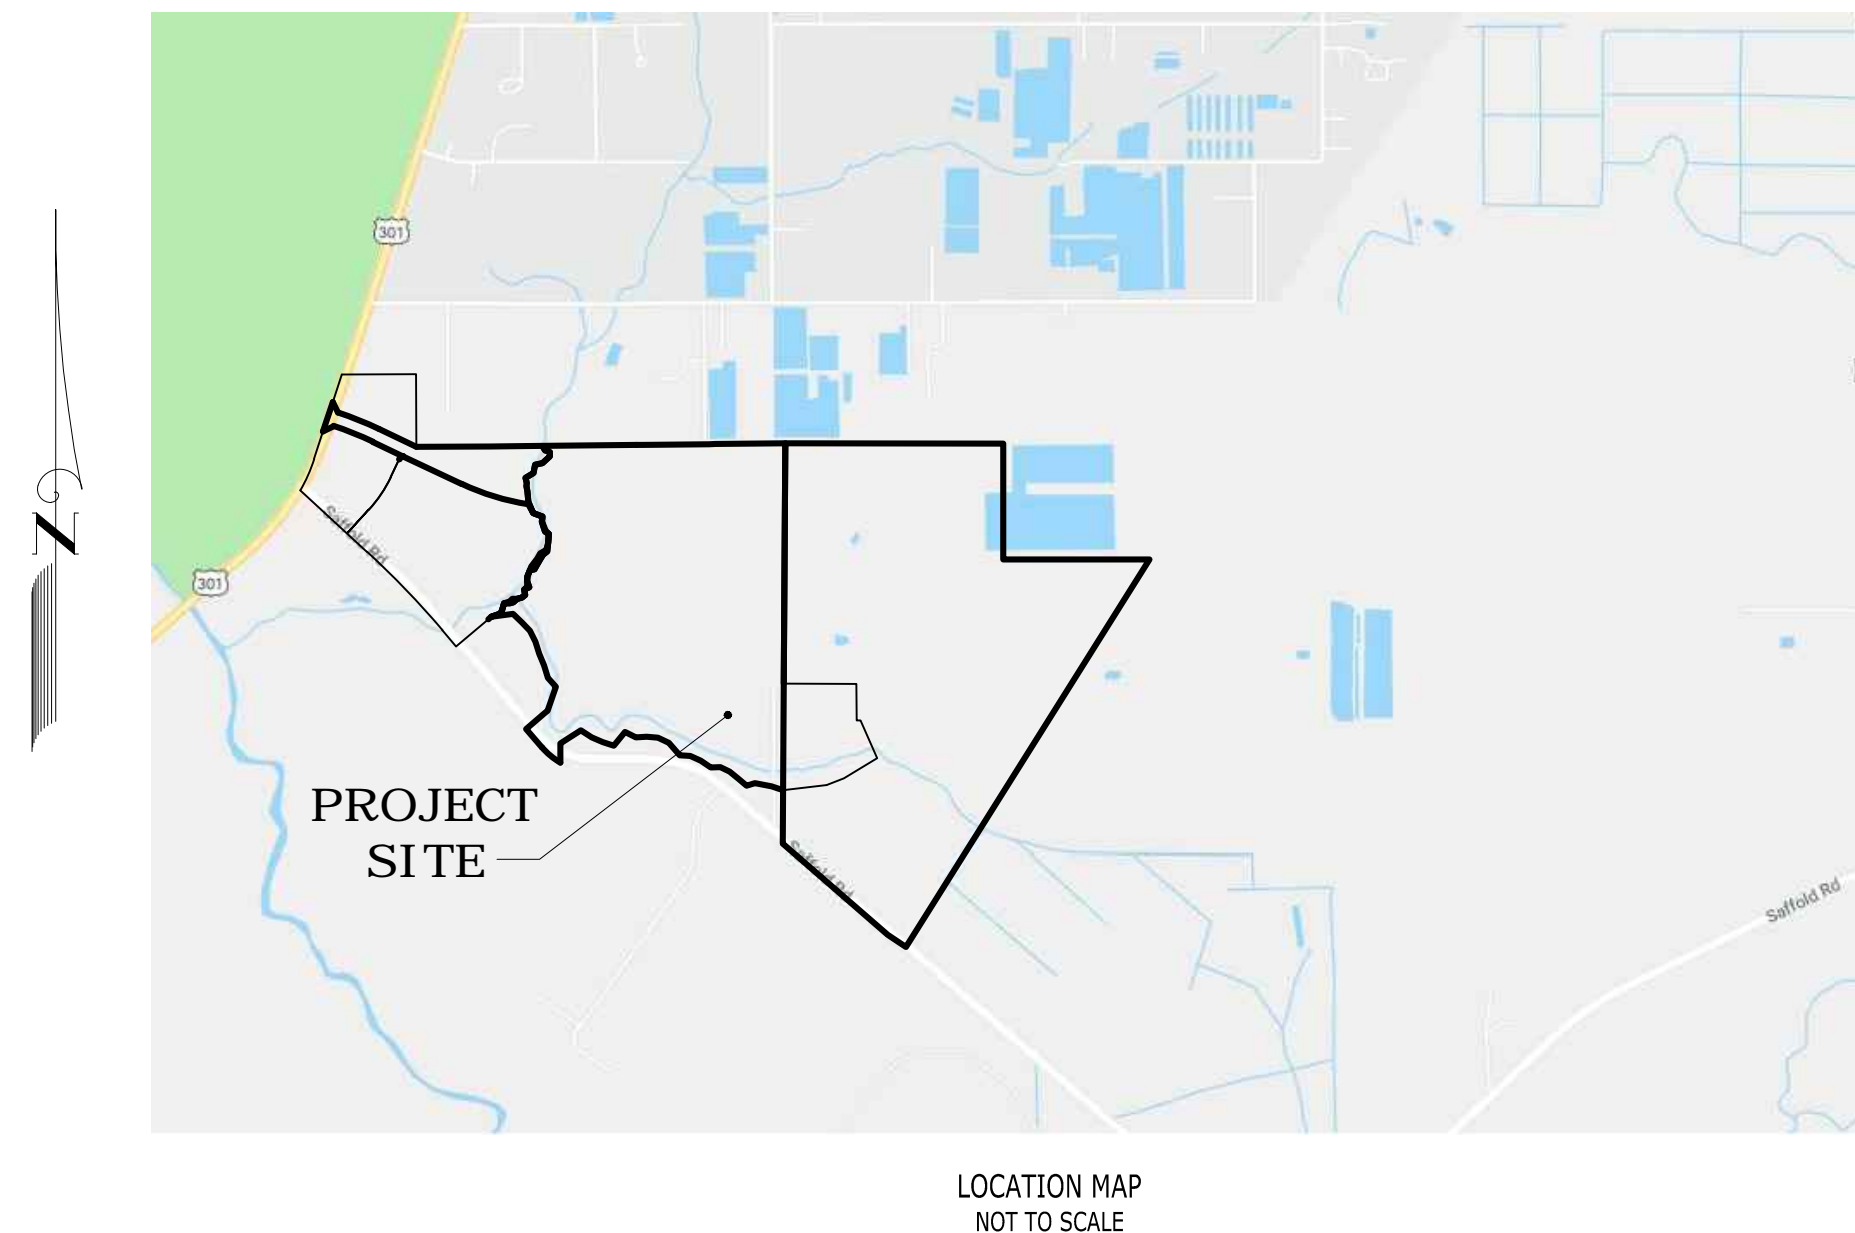 301
N
Saffold Rd
301
PROJECT
SITE
Saffold Rd
Saffold Rd
LOCATION MAP
NOT TO SCALE